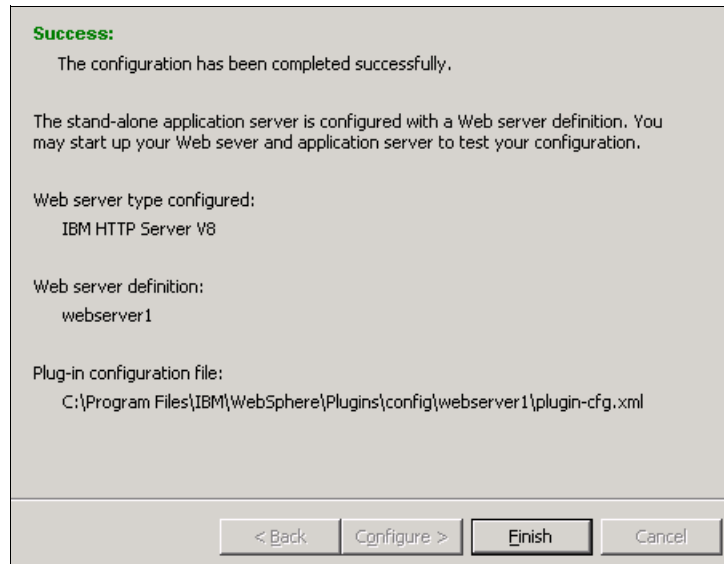 Success:
The configuration has been completed successfully.
The stand-alone application server is configured with a Web server definition. You
may start up your Web sever and application server to test your configuration.
Web server type configured:
IBM HTTP Server V8
Web server definition:
webserver1
Plug-in configuration file:
C:\Program Files\IBM\WebSphere\Plugins\config\webserver1\plugin-cfg.xml
< Back Configure > Finish Cancel